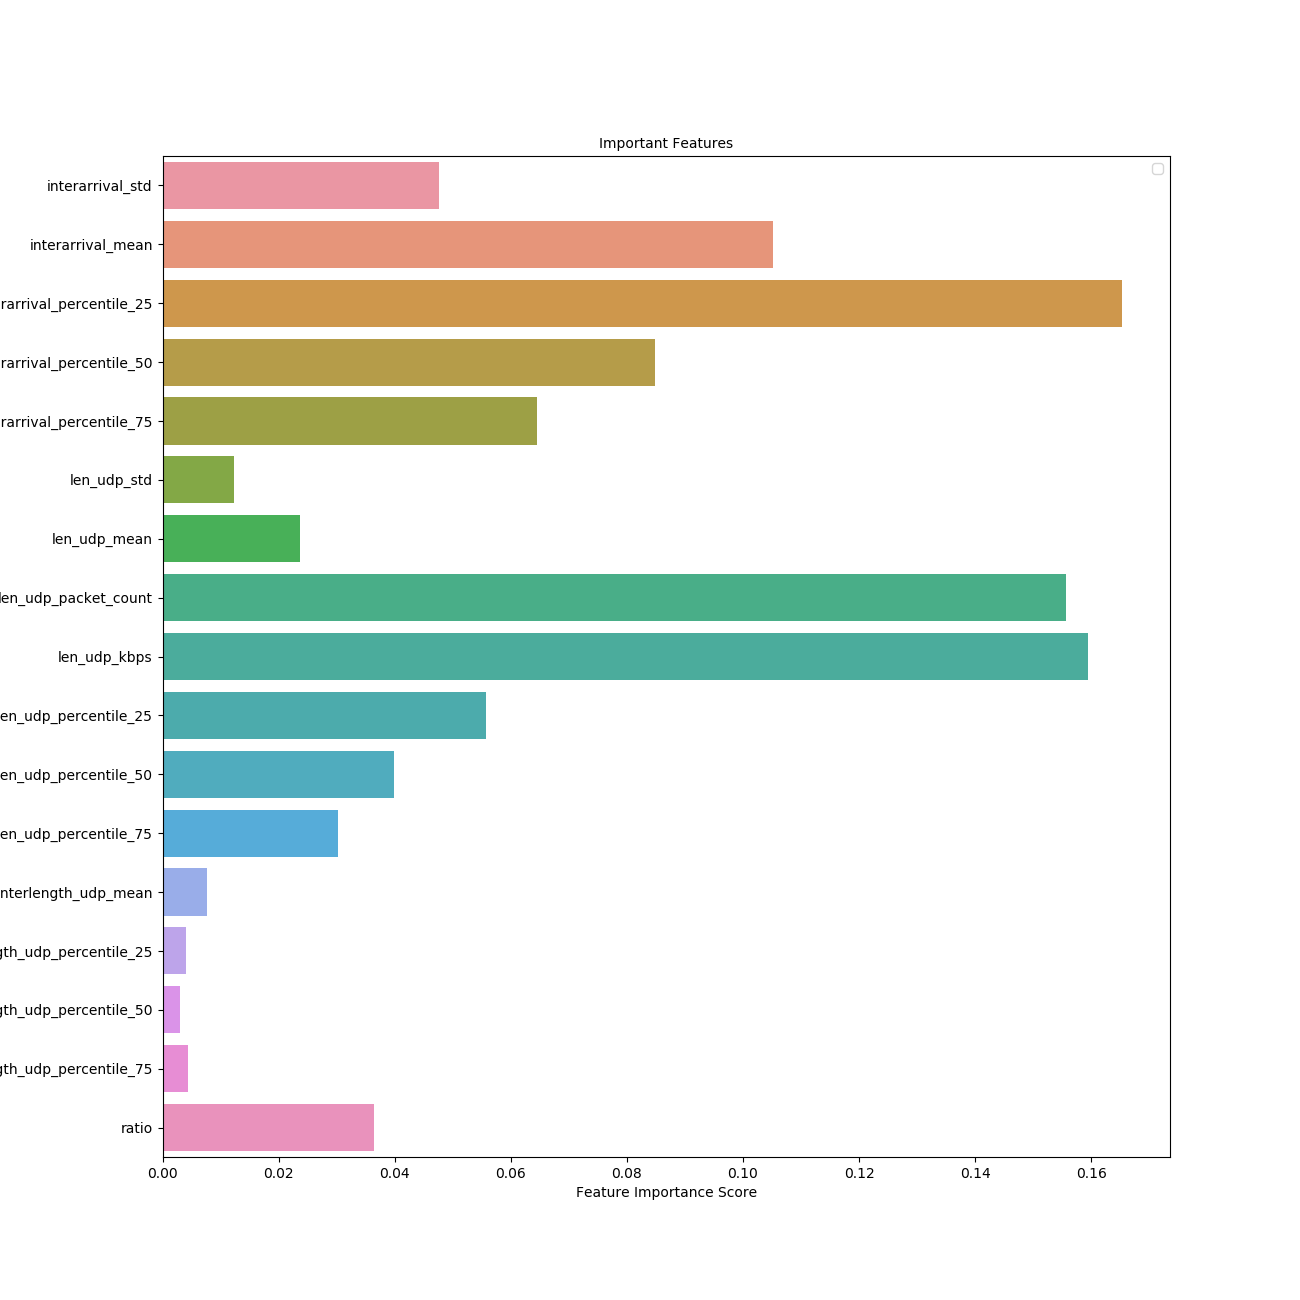 Important Features
interarrival_std
interarrival_mean
rarrival_percentile_25
rarrival_percentile_50
rarrival_percentile_75
len_udp_std
len_udp_mean
len_udp_packet_count
len_udp_kbps
en_udp_percentile_25
en_udp_percentile_50
en_udp_percentile_75
nterlength_udp_mean
gth_udp_percentile_25
gth_udp_percentile_50
gth_udp_percentile_75
ratio
0.00 0.02 0.04 0.06 0.08 0.10 0.12 0.14 0.16
Feature Importance Score